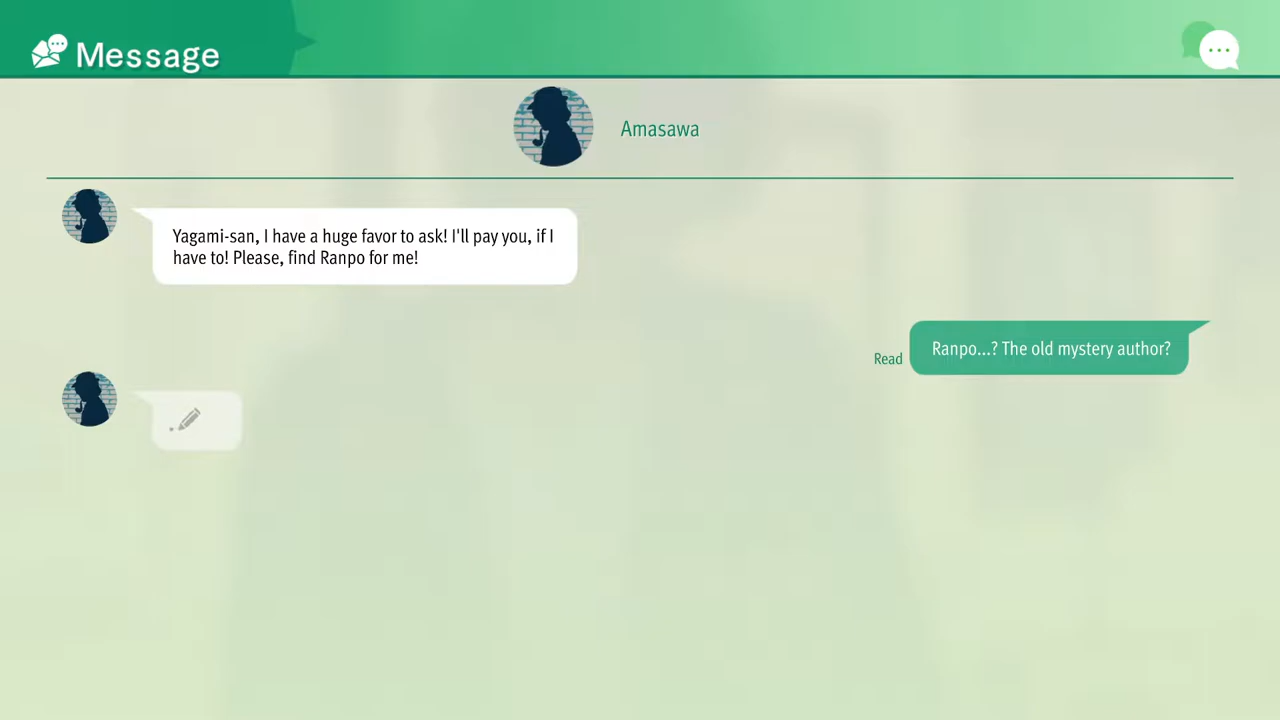 Message
Amasawa
Yagami-san, I have a huge favor to ask! I'll pay you, if I
have to! Please, find Ranpo for me!
Read
Ranpo...? The old mystery author?